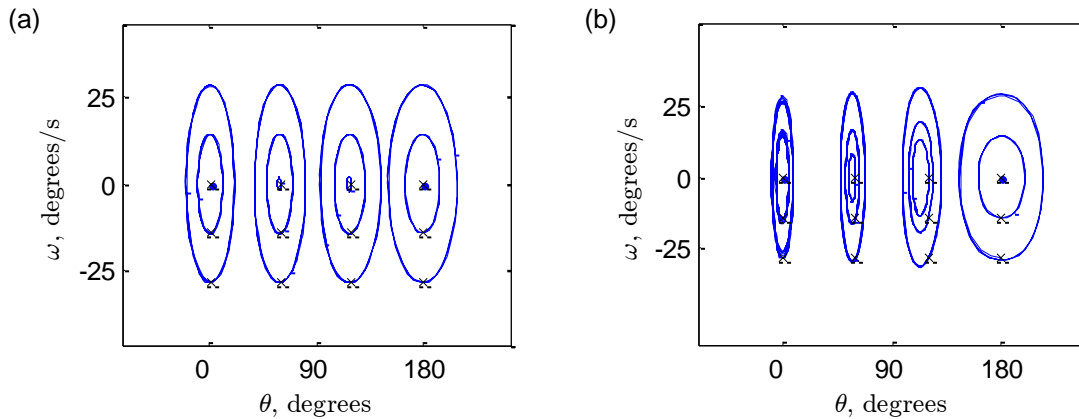 (a)
25
0
-25
ω, degrees/s
0 90 180
θ, degrees
(b)
25
0
-25
ω, degrees/s
0 90 180
θ, degrees